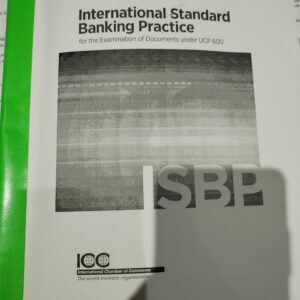 International Standard
Banking Practice
for the Examination of Documents under UCP 600
ISBP
ICC
International Chamber of Commerce
The world business organization